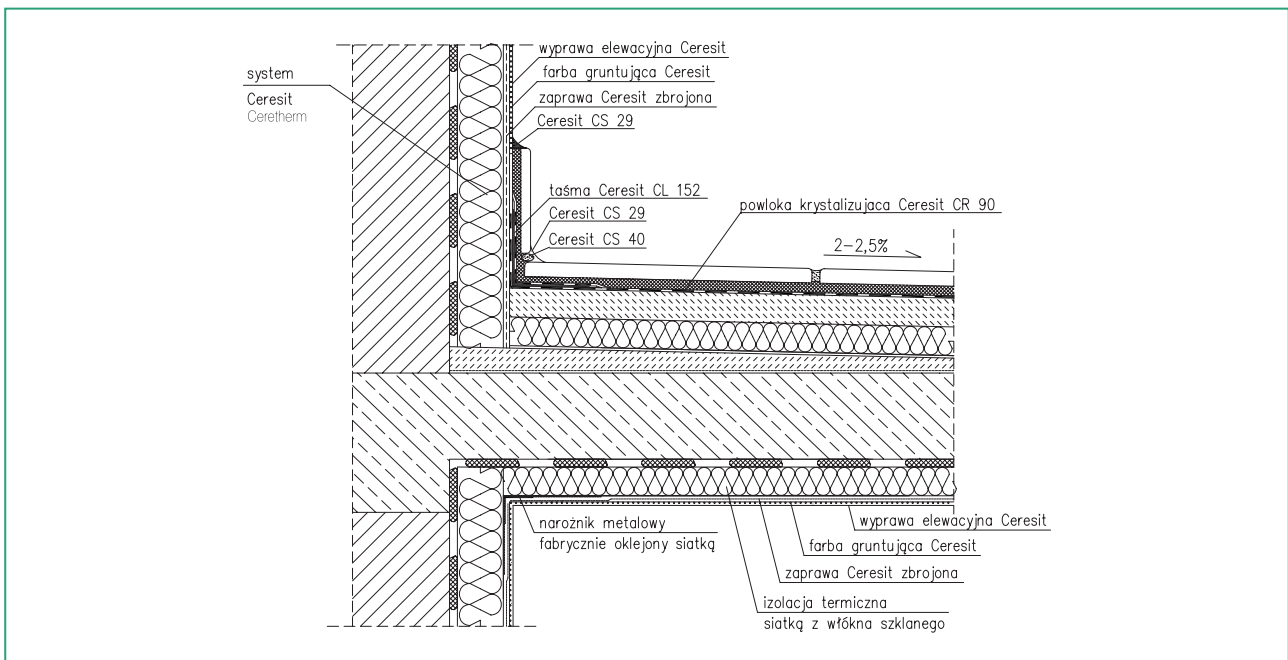 system
Ceresit
Ceretherm
wyprawa elewacyjna Ceresit
farba gruntująca Ceresit
zaprawa Ceresit zbrojona
Ceresit CS 29
taśma Ceresit CL 152
Ceresit CS 29
Ceresit CS 40
powloka krystalizujaca Ceresit CR 90
2-2,5%
narożnik metalowy
fabrycznie oklejony siatką
wyprawa elewacyjna Ceresit
farba gruntująca Ceresit
zaprawa Ceresit zbrojona
izolacja termiczna
siatką z włókna szklanego